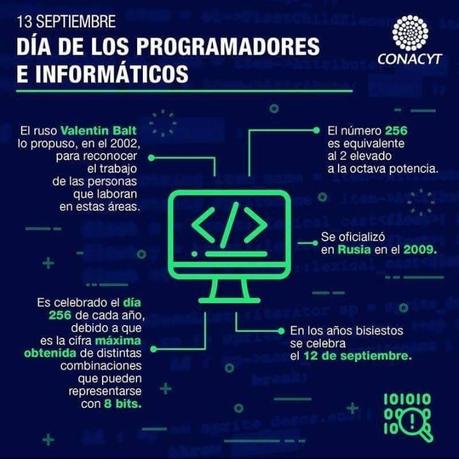 13 SEPTIEMBRE
DÍA DE LOS PROGRAMADORES
E INFORMÁTICOS
CONACYT
El ruso Valentin Balt
lo propuso, en el 2002,
para reconocer
el trabajo
de las personas
que laboran
en estas áreas.
El número 256
es equivalente
al 2 elevado
a la octava potencia.
</>
Se oficializó
en Rusia en el 2009.
Es celebrado el día
256 de cada año,
debido a que
es la cifra máxima
obtenida de distintas
combinaciones
que pueden
representarse
con 8 bits.
En los años bisiestos
se celebra
el 12 de septiembre.
101010